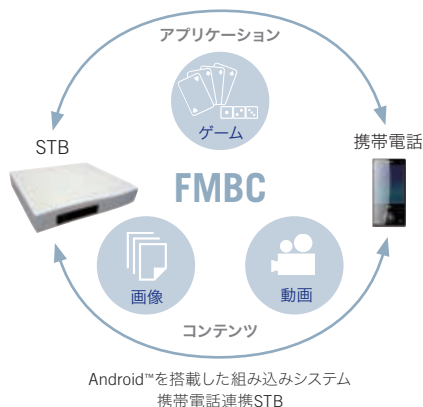 アプリケーション
ゲーム
STB
携帯電話
FMBC
画像
動画
コンテンツ
Android™を搭載した組み込みシステム
携帯電話連携STB